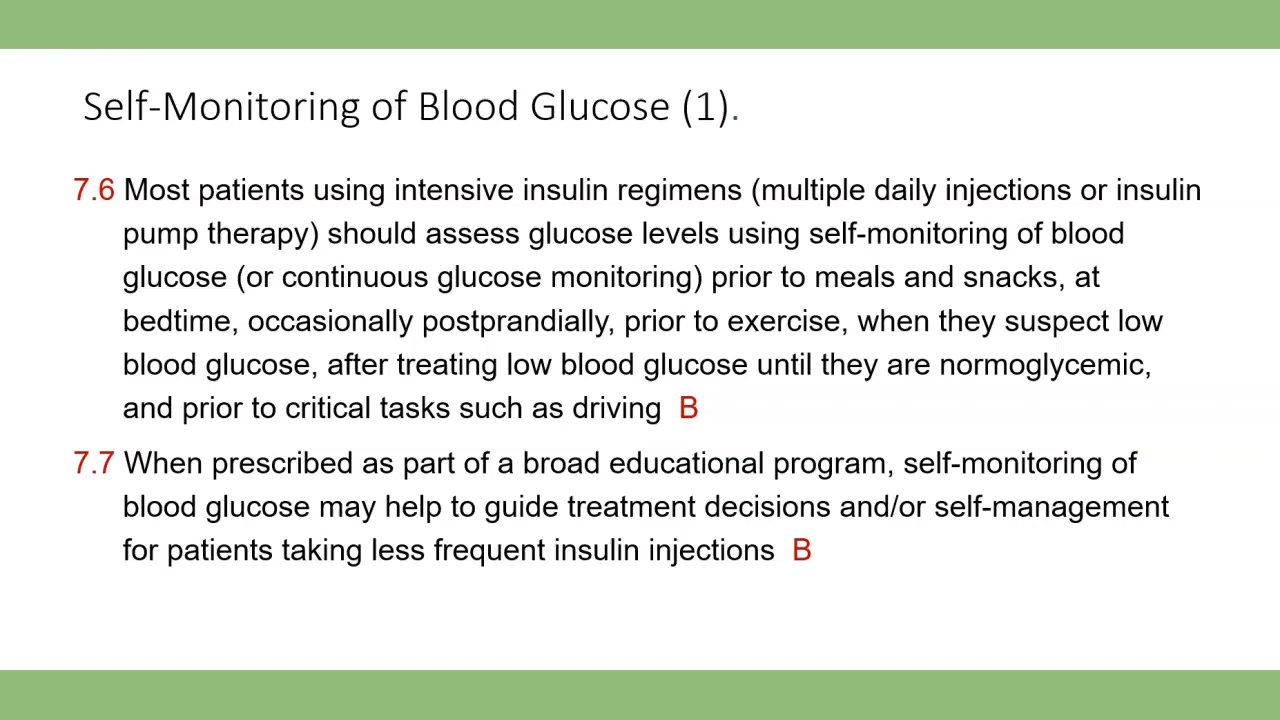 Self-Monitoring of Blood Glucose (1).
7.6 Most patients using intensive insulin regimens (multiple daily injections or insulin
pump therapy) should assess glucose levels using self-monitoring of blood
glucose (or continuous glucose monitoring) prior to meals and snacks, at
bedtime, occasionally postprandially, prior to exercise, when they suspect low
blood glucose, after treating low blood glucose until they are normoglycemic,
and prior to critical tasks such as driving B
7.7 When prescribed as part of a broad educational program, self-monitoring of
blood glucose may help to guide treatment decisions and/or self-management
for patients taking less frequent insulin injections B